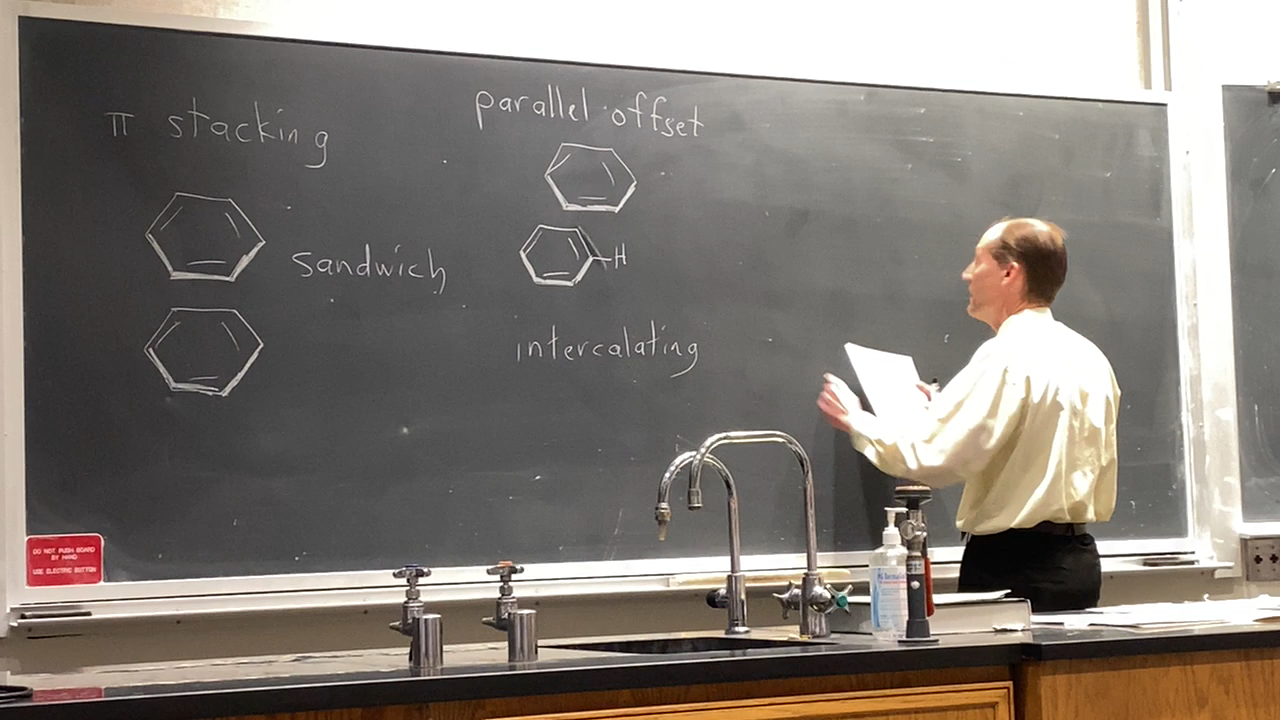 π stacking
sandwich
parallel offset
H
intercalating
DO NOT PUSH BOARD
BY HAND
USE ELECTRIC BUTTON